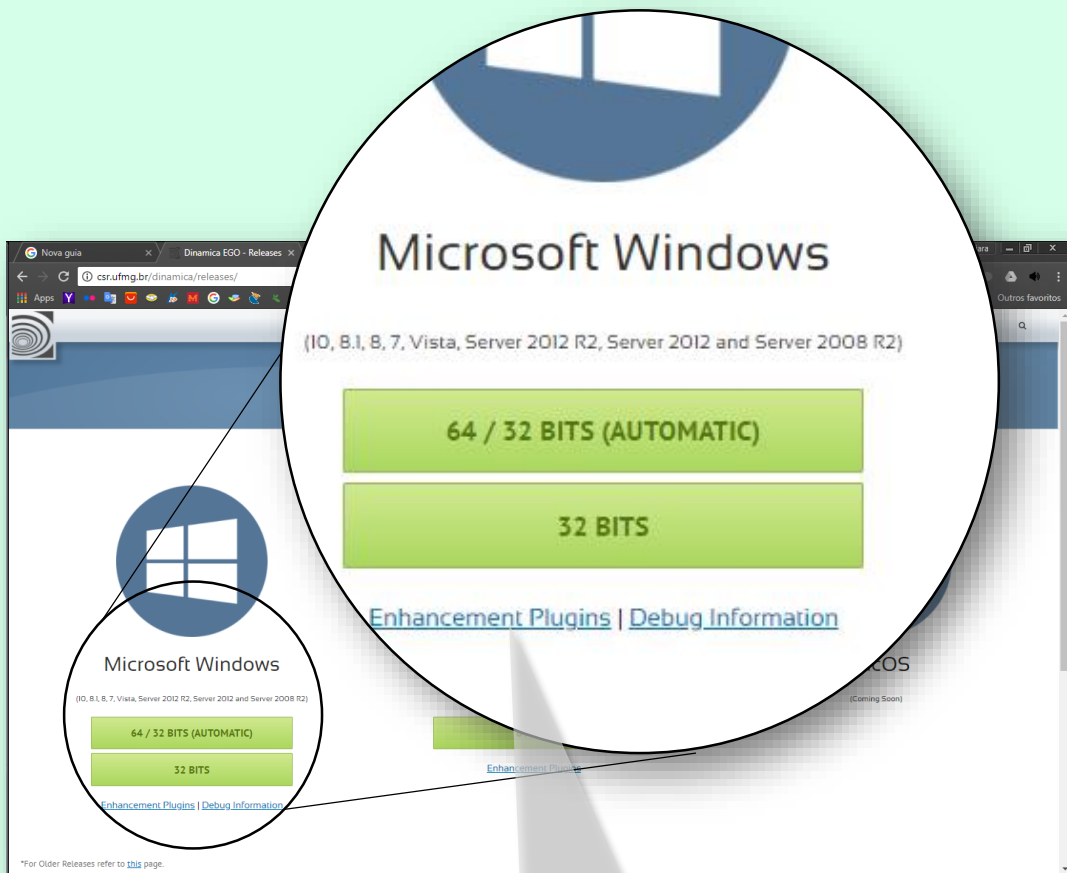 Microsoft Windows
(10, 8.1, 8, 7, Vista, Server 2012 R2, Server 2012 and Server 2008 R2)
64 / 32 BITS (AUTOMATIC)
32 BITS
Enhancement Plugins | Debug Information
Nova guia
Dinamica EGO - Releases
csr.ufmg.br/dinamica/releases/
Apps
Outros favoritos
Microsoft Windows
(10, 8.1, 8, 7, Vista, Server 2012 R2, Server 2012 and Server 2008 R2)
64 / 32 BITS (AUTOMATIC)
32 BITS
Enhancement Plugins | Debug Information
Enhancement Plugins
(Coming Soon)
*For Older Releases refer to this page.